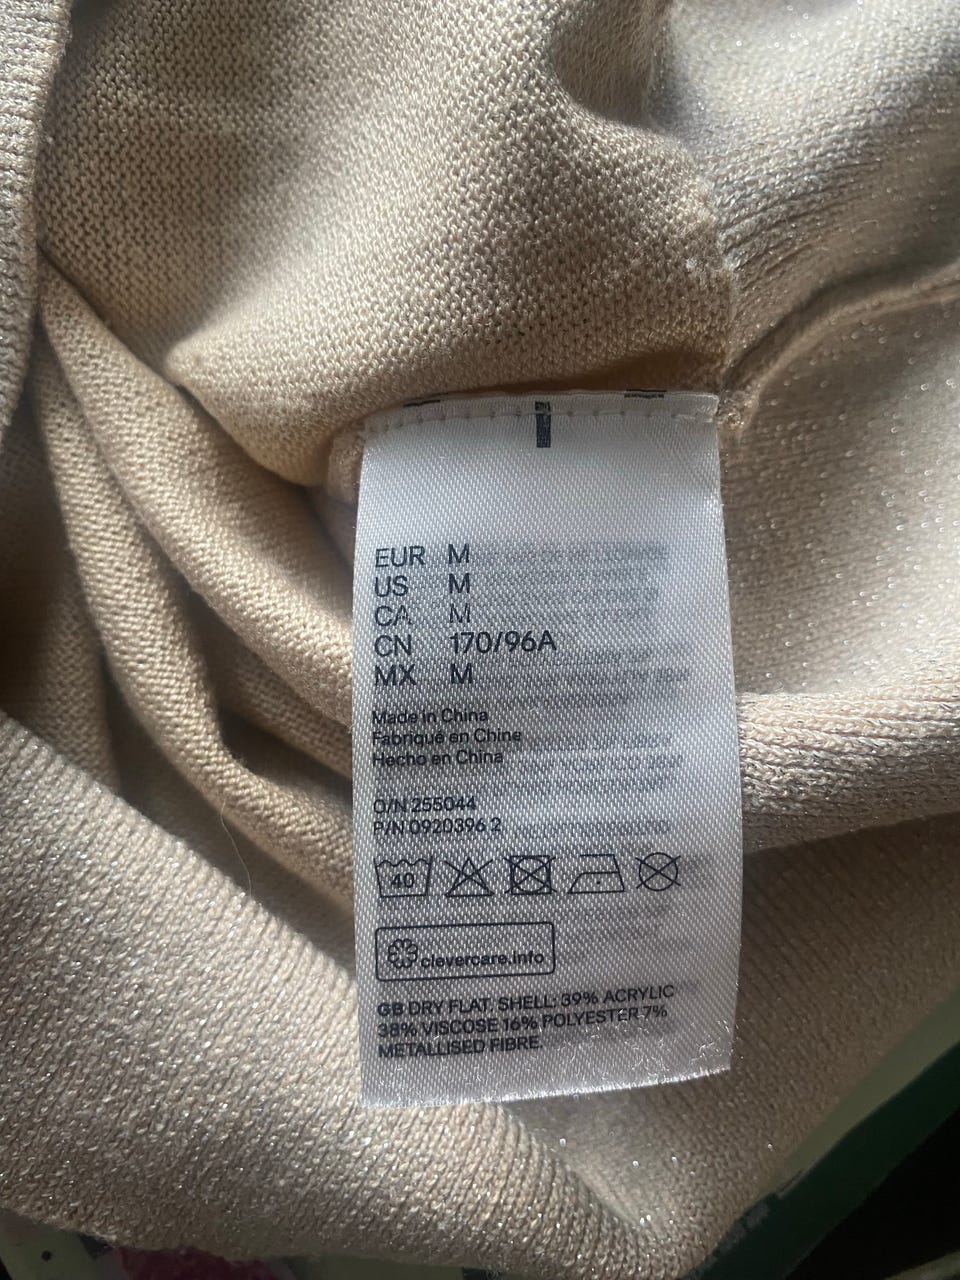 EUR M
US M
CA M
CN 170/96A
MX M
Made in China
Fabriqué en Chine
Hecho en China
O/N 255044
P/N 0920396 2
40
clevercare.info
GB DRY FLAT. SHELL: 39% ACRYLIC
38% VISCOSE 16% POLYESTER 7%
METALLISED FIBRE